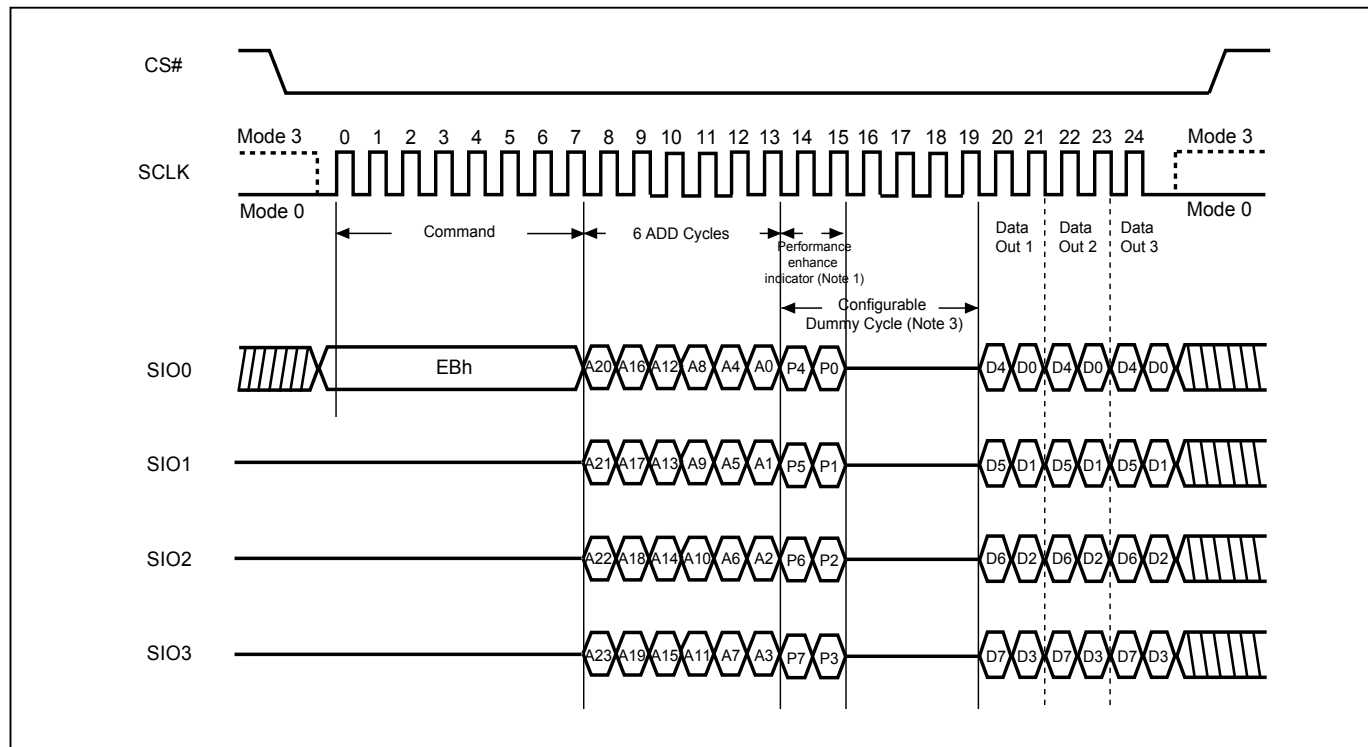 CS#
Mode 3 0 1 2 3 4 5 6 7 8 9 10 11 12 13 14 15 16 17 18 19 20 21 22 23 24 Mode 3
SCLK
Mode 0 Mode 0
Command 6 ADD Cycles Performance enhance indicator (Note 1) Data Out 1 Data Out 2 Data Out 3
Configurable
Dummy Cycle (Note 3)
SIO0 EBh A20 A16 A12 A8 A4 A0 P4 P0 D4 D0 D4 D0 D4 D0
SIO1 A21 A17 A13 A9 A5 A1 P5 P1 D5 D1 D5 D1 D5 D1
SIO2 A22 A18 A14 A10 A6 A2 P6 P2 D6 D2 D6 D2 D6 D2
SIO3 A23 A19 A15 A11 A7 A3 P7 P3 D7 D3 D7 D3 D7 D3